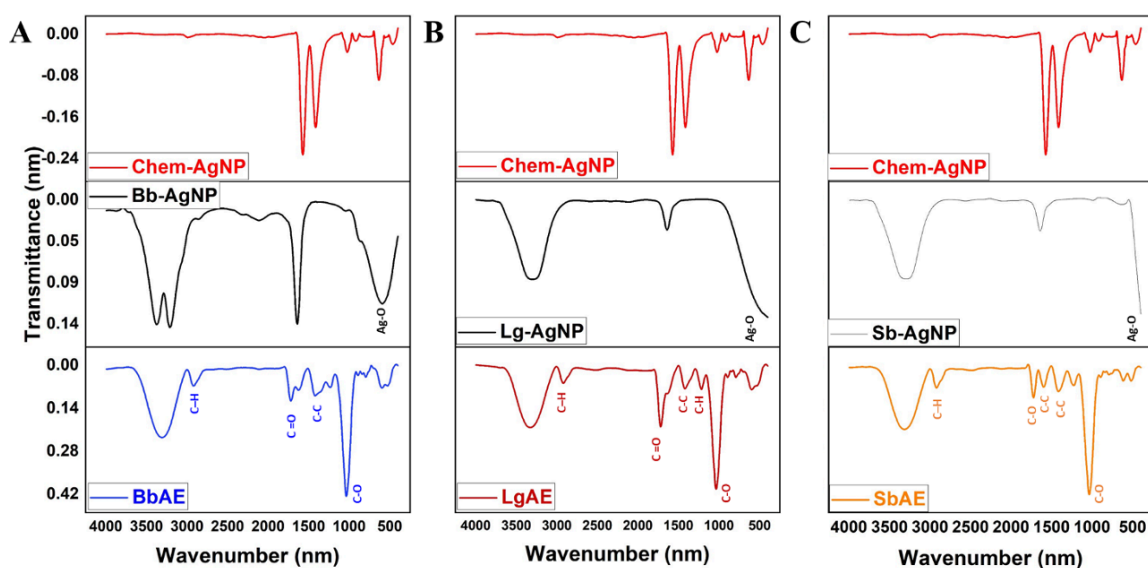 A
B
C
Transmittance (nm)
0.00
-0.08
-0.16
-0.24
Chem-AgNP
Chem-AgNP
Chem-AgNP
0.00
0.05
0.09
0.14
Bb-AgNP
Ag-O
Lg-AgNP
Ag-O
Sb-AgNP
Ag-O
0.00
0.14
0.28
0.42
C-H
C=O
C-C
C-O
BbAE
C-H
C=O
C-C
C-H
C-O
LgAE
C-H
C-O
C-C
C-C
C-O
SbAE
4000 3500 3000 2500 2000 1500 1000 500
4000 3500 3000 2500 2000 1500 1000 500
4000 3500 3000 2500 2000 1500 1000 500
Wavenumber (nm)
Wavenumber (nm)
Wavenumber (nm)